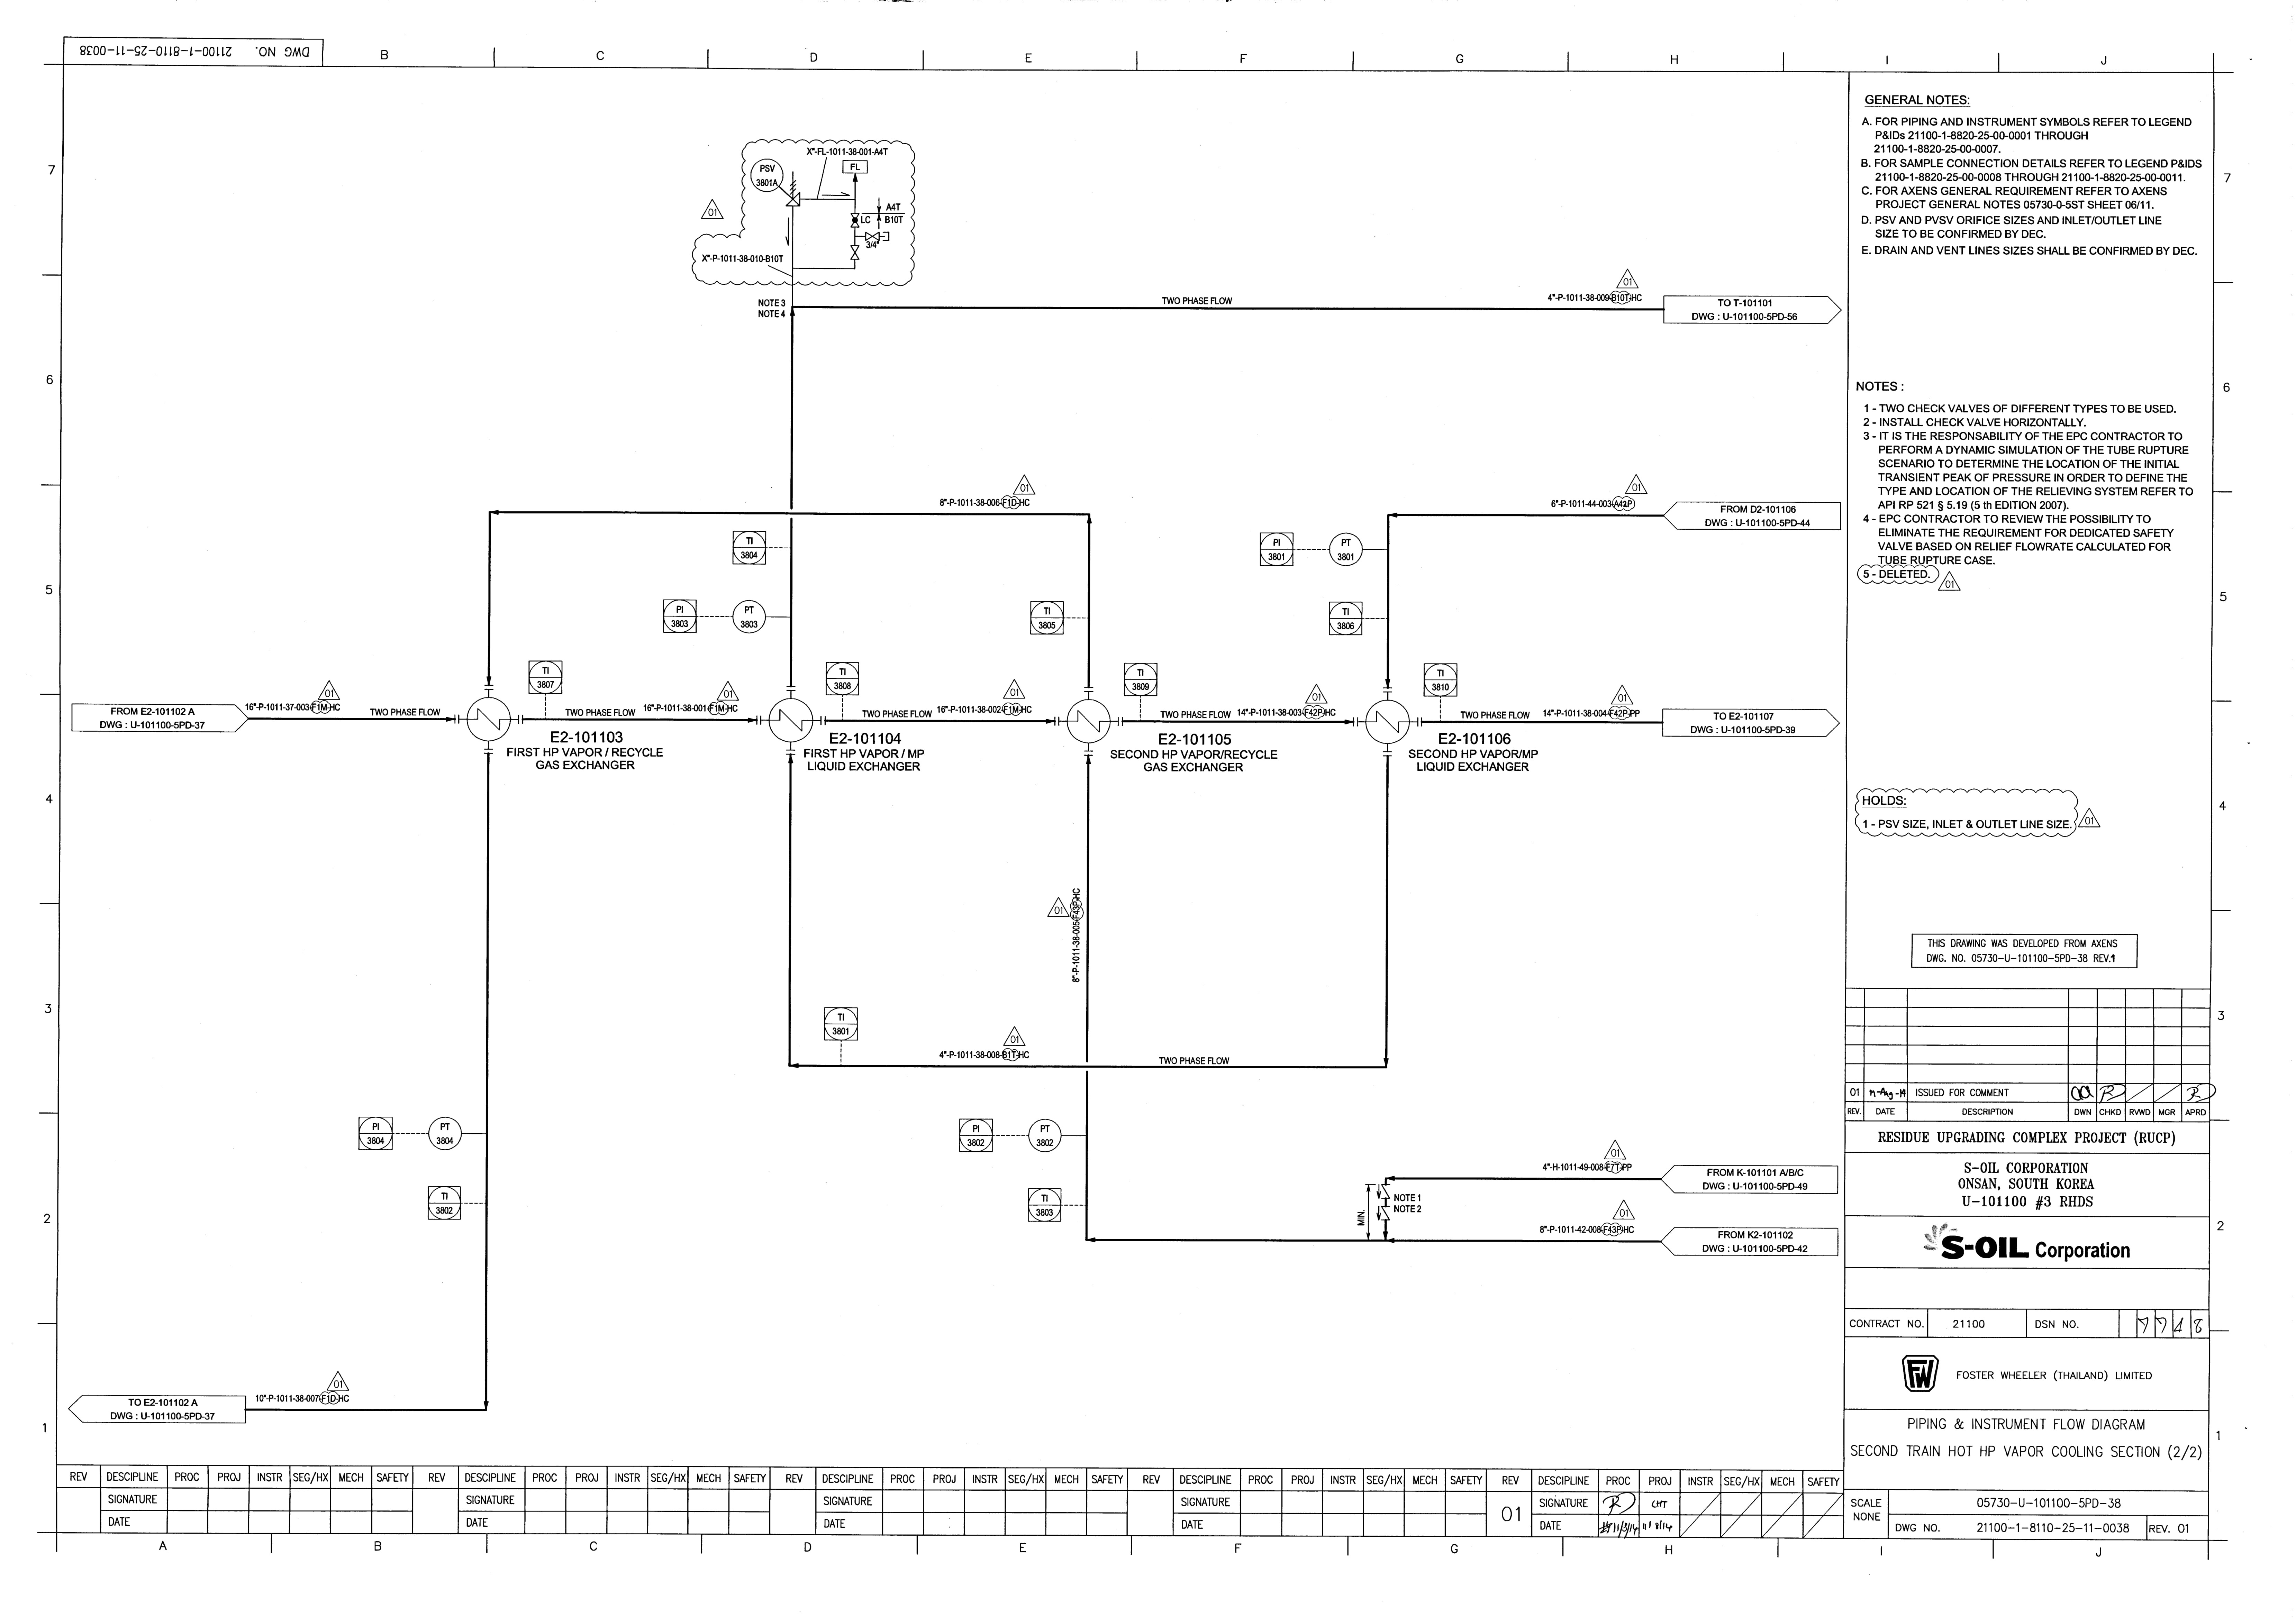 DWG NO. 21100-1-8110-25-11-0038
B
C
D
E
F
G
H
I
J
7
6
5
4
3
2
1
PSV
3801A
X"-FL-1011-38-001-A4T
FL
01
LC
A4T
B10T
3/4"
X"-P-1011-38-010-B10T
NOTE 3
NOTE 4
TWO PHASE FLOW
01
4"-P-1011-38-009-B10T-HC
TO T-101101
DWG : U-101100-5PD-56
01
8"-P-1011-38-006-F1D-HC
01
6"-P-1011-44-003-A42P
FROM D2-101106
DWG : U-101100-5PD-44
TI
3804
PI
3801
PT
3801
PI
3803
PT
3803
TI
3805
TI
3806
TI
3807
TI
3808
TI
3809
TI
3810
FROM E2-101102 A
DWG : U-101100-5PD-37
01
16"-P-1011-37-003-F1M-HC
TWO PHASE FLOW
TWO PHASE FLOW
01
16"-P-1011-38-001-F1M-HC
TWO PHASE FLOW
01
16"-P-1011-38-002-F1M-HC
TWO PHASE FLOW
01
14"-P-1011-38-003-F42P-HC
TWO PHASE FLOW
01
14"-P-1011-38-004-F42P-PP
TO E2-101107
DWG : U-101100-5PD-39
E2-101103
FIRST HP VAPOR / RECYCLE
GAS EXCHANGER
E2-101104
FIRST HP VAPOR / MP
LIQUID EXCHANGER
E2-101105
SECOND HP VAPOR/RECYCLE
GAS EXCHANGER
E2-101106
SECOND HP VAPOR/MP
LIQUID EXCHANGER
01
8"-P-1011-38-005-F43P-HC
TI
3801
01
4"-P-1011-38-008-B1T-HC
TWO PHASE FLOW
PI
3804
PT
3804
PI
3802
PT
3802
TI
3802
TI
3803
01
4"-H-1011-49-008-F7T-PP
FROM K-101101 A/B/C
DWG : U-101100-5PD-49
MIN.
NOTE 1
NOTE 2
01
8"-P-1011-42-008-F43P-HC
FROM K2-101102
DWG : U-101100-5PD-42
TO E2-101102 A
DWG : U-101100-5PD-37
01
10"-P-1011-38-007-F1D-HC
GENERAL NOTES:
A. FOR PIPING AND INSTRUMENT SYMBOLS REFER TO LEGEND
P&IDs 21100-1-8820-25-00-0001 THROUGH
21100-1-8820-25-00-0007.
B. FOR SAMPLE CONNECTION DETAILS REFER TO LEGEND P&IDS
21100-1-8820-25-00-0008 THROUGH 21100-1-8820-25-00-0011.
C. FOR AXENS GENERAL REQUIREMENT REFER TO AXENS
PROJECT GENERAL NOTES 05730-0-5ST SHEET 06/11.
D. PSV AND PVSV ORIFICE SIZES AND INLET/OUTLET LINE
SIZE TO BE CONFIRMED BY DEC.
E. DRAIN AND VENT LINES SIZES SHALL BE CONFIRMED BY DEC.
NOTES :
1 - TWO CHECK VALVES OF DIFFERENT TYPES TO BE USED.
2 - INSTALL CHECK VALVE HORIZONTALLY.
3 - IT IS THE RESPONSABILITY OF THE EPC CONTRACTOR TO
PERFORM A DYNAMIC SIMULATION OF THE TUBE RUPTURE
SCENARIO TO DETERMINE THE LOCATION OF THE INITIAL
TRANSIENT PEAK OF PRESSURE IN ORDER TO DEFINE THE
TYPE AND LOCATION OF THE RELIEVING SYSTEM REFER TO
API RP 521 § 5.19 (5 th EDITION 2007).
4 - EPC CONTRACTOR TO REVIEW THE POSSIBILITY TO
ELIMINATE THE REQUIREMENT FOR DEDICATED SAFETY
VALVE BASED ON RELIEF FLOWRATE CALCULATED FOR
TUBE RUPTURE CASE.
5 - DELETED.
01
HOLDS:
1 - PSV SIZE, INLET & OUTLET LINE SIZE.
01
THIS DRAWING WAS DEVELOPED FROM AXENS
DWG. NO. 05730-U-101100-5PD-38 REV.1
01 ISSUED FOR COMMENT
REV. DATE DESCRIPTION DWN CHKD RVWD MGR APRD
RESIDUE UPGRADING COMPLEX PROJECT (RUCP)
S-OIL CORPORATION
ONSAN, SOUTH KOREA
U-101100 #3 RHDS
S-OIL Corporation
CONTRACT NO. 21100 DSN NO.
FW FOSTER WHEELER (THAILAND) LIMITED
PIPING & INSTRUMENT FLOW DIAGRAM
SECOND TRAIN HOT HP VAPOR COOLING SECTION (2/2)
SCALE NONE 05730-U-101100-5PD-38
DWG NO. 21100-1-8110-25-11-0038 REV. 01
REV DESCIPLINE PROC PROJ INSTR SEG/HX MECH SAFETY REV DESCIPLINE PROC PROJ INSTR SEG/HX MECH SAFETY REV DESCIPLINE PROC PROJ INSTR SEG/HX MECH SAFETY REV DESCIPLINE PROC PROJ INSTR SEG/HX MECH SAFETY REV DESCIPLINE PROC PROJ INSTR SEG/HX MECH SAFETY
SIGNATURE SIGNATURE SIGNATURE SIGNATURE 01 SIGNATURE CHT
DATE DATE DATE DATE DATE
A
B
C
D
E
F
G
H
I
J
7
6
5
4
3
2
1